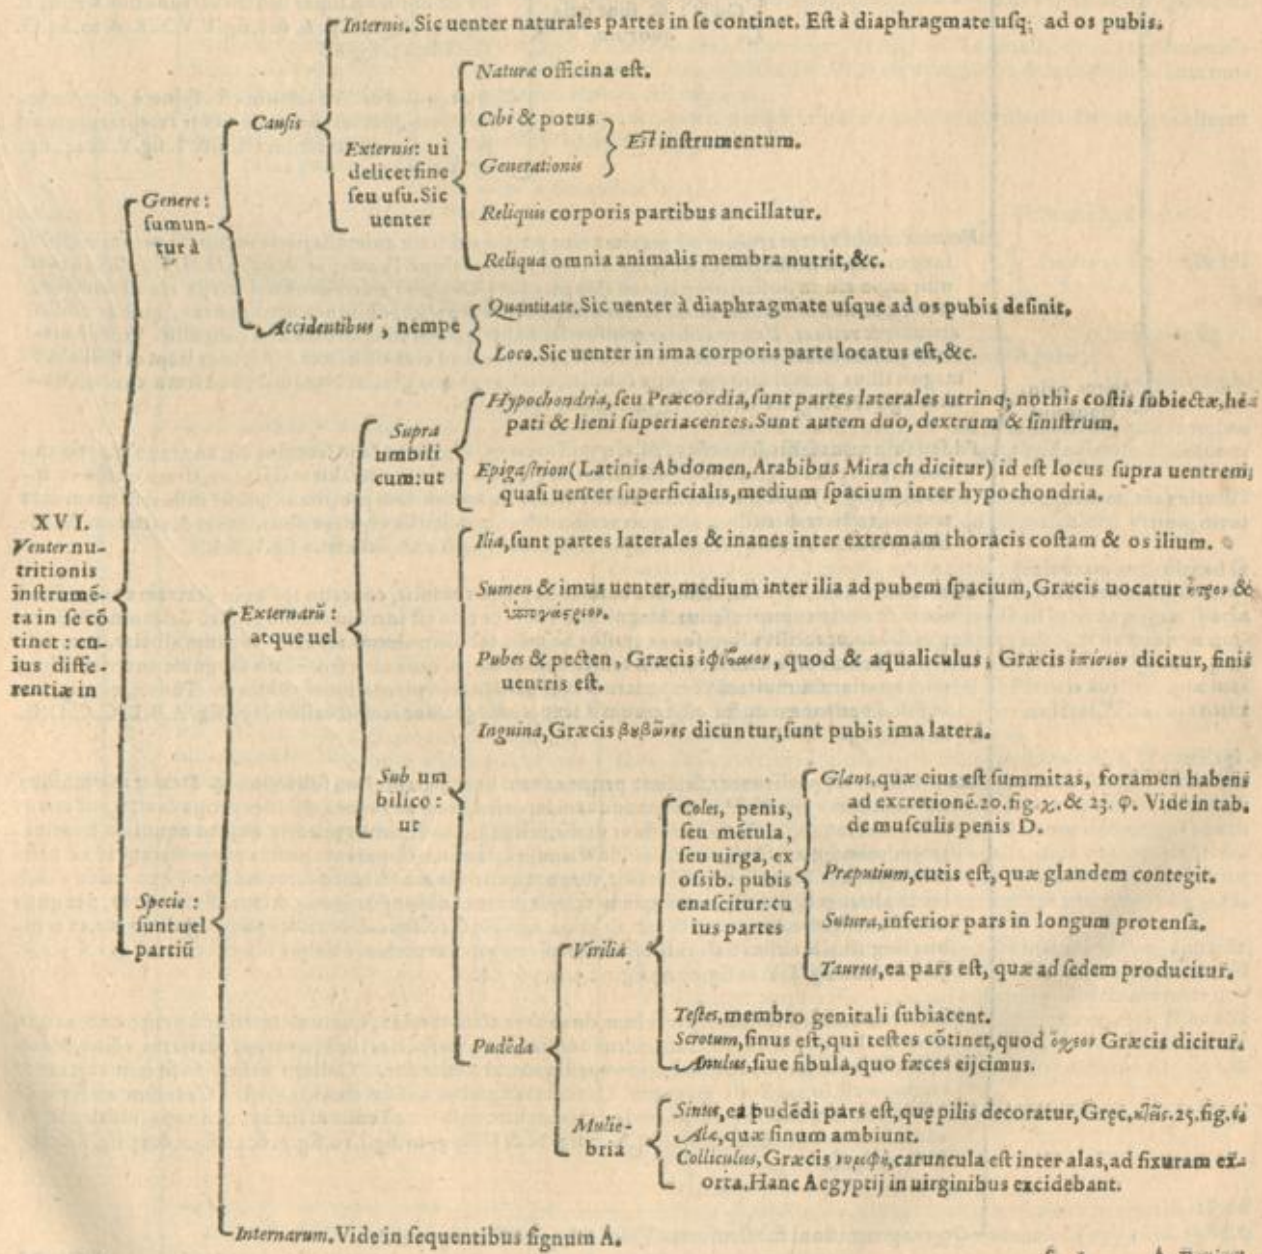 XVI.
Venter nu-
tritionis
instrumē-
ta in se cō
tinet: cu-
ius diffe-
rentiæ in
Genere:
sumun-
tur à
Causis
Internis. Sic uenter naturales partes in se continet. Est à diaphragmate usq; ad os pubis.
Externis: ui
delicet fine
seu usu. Sic
uenter
Naturæ officina est.
Cibi & potus
Generationis
Est instrumentum.
Reliquis corporis partibus ancillatur.
Reliqua omnia animalis membra nutrit, &c.
Accidentibus, nempe
Quantitate. Sic uenter à diaphragmate usque ad os pubis desinit.
Loco. Sic uenter in ima corporis parte locatus est, &c.
Specie:
sunt uel
partiū
Externarū:
atque uel
Supra
umbili
cum: ut
Hypochondria, seu Præcordia, sunt partes laterales utrinq; nothis costis subiectæ, he
pati & lieni superiacentes. Sunt autem duo, dextrum & sinistrum.
Epigastrion (Latinis Abdomen, Arabibus Mirach dicitur) id est locus supra uentrem;
quasi uenter superficialis, medium spacium inter hypochondria.
Sub um
bilico:
ut
Ilia, sunt partes laterales & inanes inter extremam thoracis costam & os ilium.
Sumen & imus uenter, medium inter ilia ad pubem spacium, Græcis uocatur ἦτρον &
ὑπογάστριον.
Pubes & pecten, Græcis quod & aqualiculus, Græcis ἐπίσιον dicitur, finis
uentris est.
Inguina, Græcis βυβῶνες dicuntur, sunt pubis ima latera.
Pudēda
Virilia
Coles, penis,
seu mētula,
seu uirga, ex
ossib. pubis
enascitur: cu
ius partes
Glans, quæ eius est summitas, foramen habens
ad excretionē. 20. fig. χ. & 23. φ. Vide in tab.
de musculis penis D.
Præputium, cutis est, quæ glandem contegit.
Sutura, inferior pars in longum protensa.
Taurus, ea pars est, quæ ad sedem producitur.
Testes, membro genitali subiacent.
Scrotum, sinus est, qui testes cōtinet, quod ὄσχεον Græcis dicitur.
Anulus, siue fibula, quo fæces eijcimus.
Mulie-
bria
Sinus, ea pudēdi pars est, quę pilis decoratur, Gręc. 25. fig.
Alæ, quæ sinum ambiunt.
Colliculus, Græcis νυμφὴ, caruncula est inter alas, ad fixuram ex-
orta. Hanc Aegyptij in uirginibus excidebant.
Internarum. Vide in sequentibus signum A.